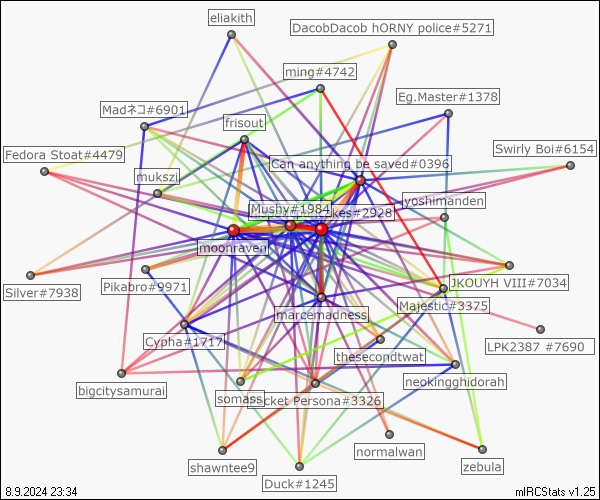 eliakith
DacobDacob hORNY police#5271
ming#4742
Eg.Master#1378
Madネコ#6901
frisout
Swirly Boi#6154
Fedora Stoat#4479
Can anything be saved#0396
mukszi
yoshimanden
Mushy#1984
kes#2928
moonraven
JKOUYH VIII#7034
Silver#7938
Pikabro#9971
Majestic#3375
marcemadness
Cypha#1717
LPK2387 #7690
thesecondtwat
neokingghidorah
bigcitysamurai
somass
cket Persona#3326
normalwan
shawntee9
zebula
Duck#1245
8.9.2024 23:34
mIRCStats v1.25